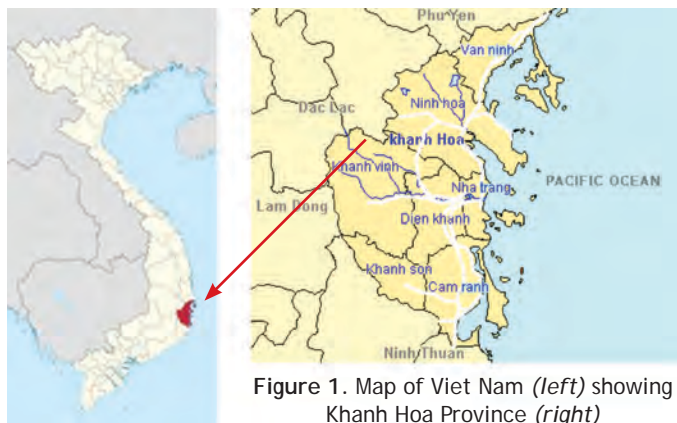 Phu Yen
Van ninh
Dac Lac
Ninh hoa
khanh Hoa
Khanh vinh
Nha trang
PACIFIC OCEAN
Lam Dong
Dien khanh
Khanh son
Cam ranh
Ninh Thuan
Figure 1. Map of Viet Nam (left) showing
Khanh Hoa Province (right)